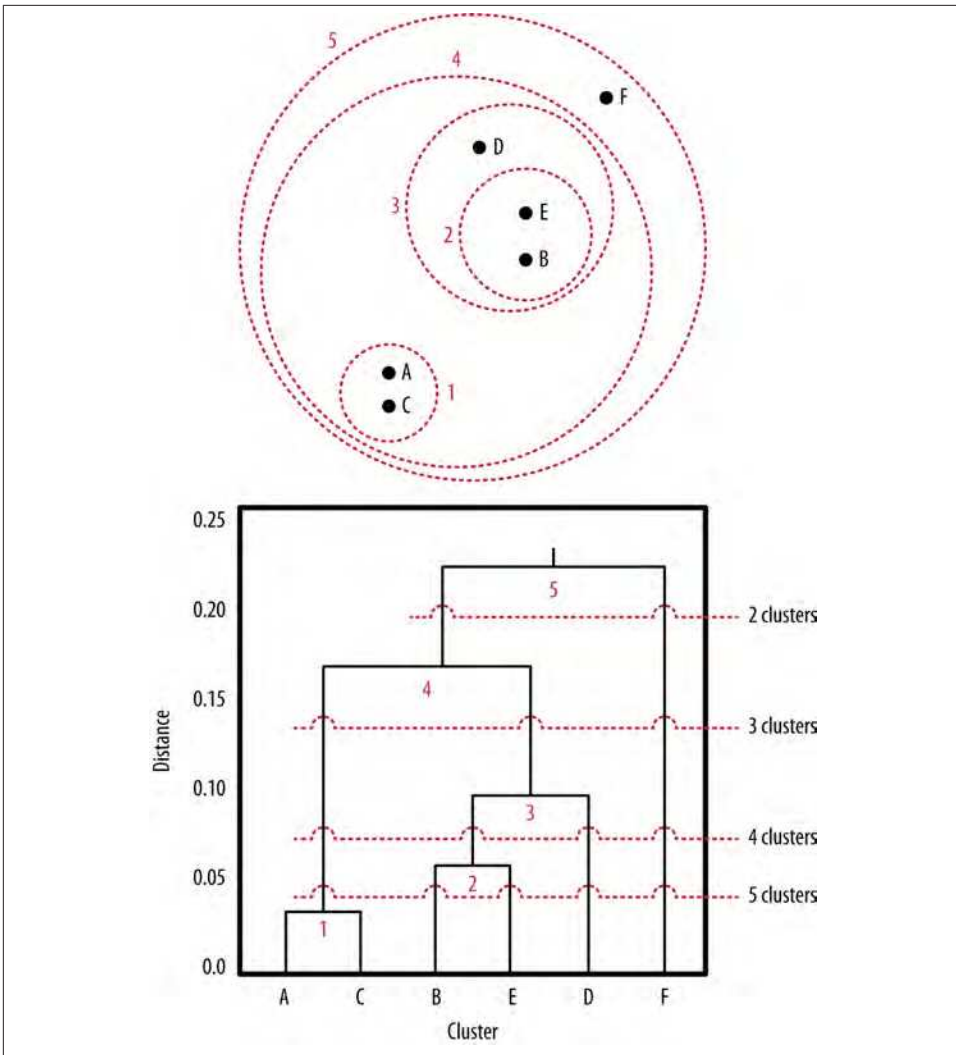 5
4
F
D
3
E
2
B
A
1
C
0.25
5
0.20
2 clusters
4
0.15
3 clusters
Distance
0.10
3
4 clusters
0.05
2
5 clusters
1
0.0
A C B E D F
Cluster